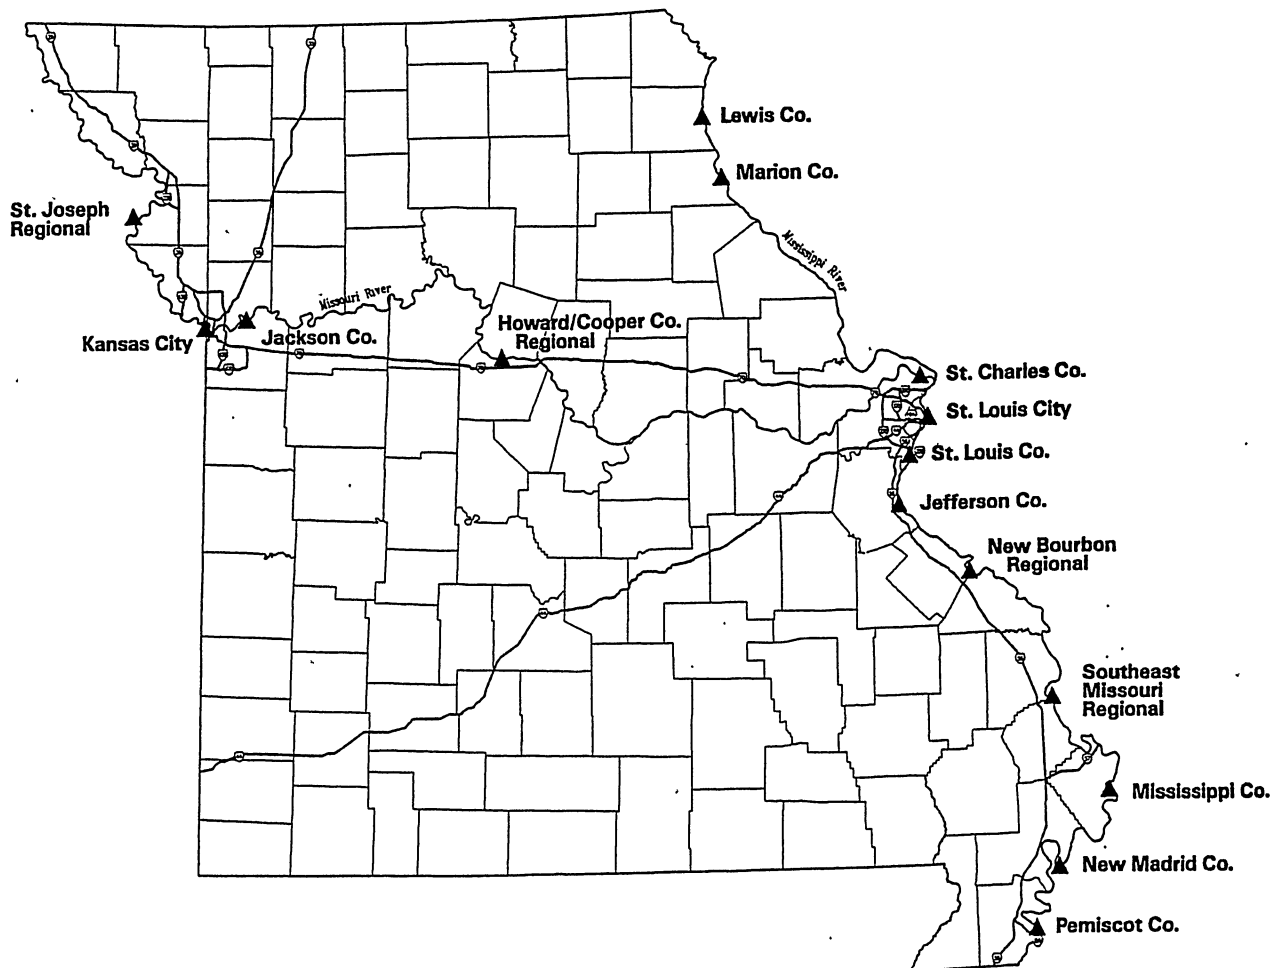 Lewis Co.
Marion Co.
St. Joseph
Regional
Mississippi River
Missouri River
Kansas City
Jackson Co.
Howard/Cooper Co.
Regional
St. Charles Co.
St. Louis City
St. Louis Co.
Jefferson Co.
New Bourbon
Regional
Southeast
Missouri
Regional
Mississippi Co.
New Madrid Co.
Pemiscot Co.